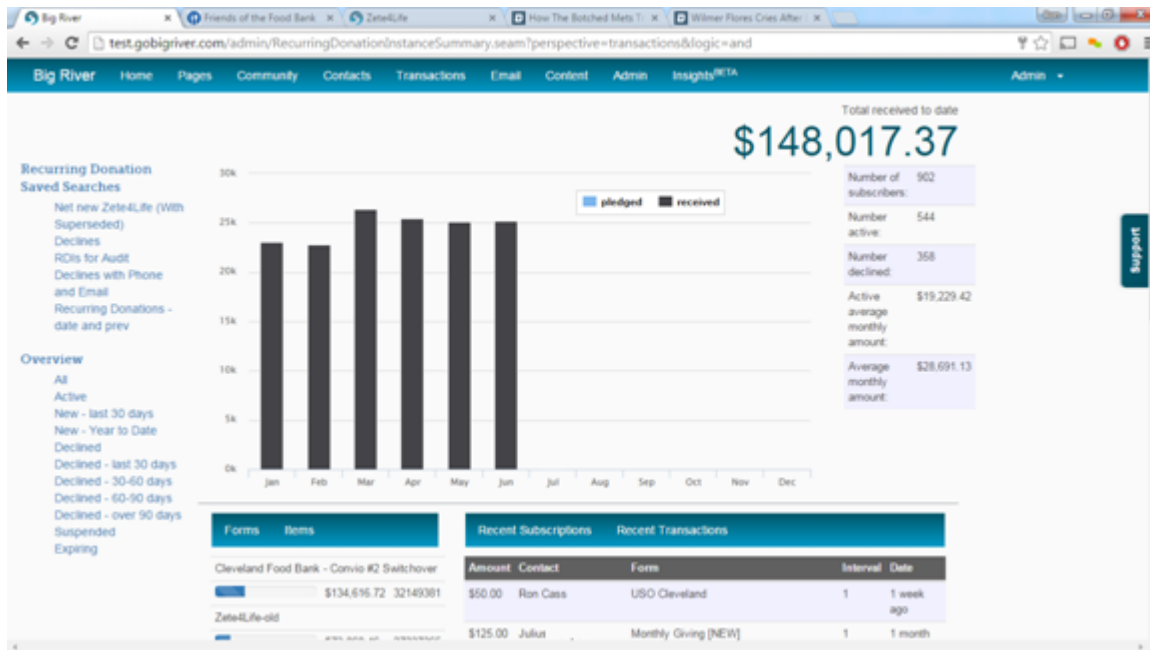 Big River
Friends of the Food Bank
Zete4Life
How The Botched Mets T
Wilmer Flores Cries After
test.gobigriver.com/admin/RecurringDonationInstanceSummary.seam?perspective=transactions&logic=and
Big River Home Pages Community Contacts Transactions Email Content Admin Insights BETA Admin
Total received to date
$148,017.37
Recurring Donation
Saved Searches
Net new Zete4Life (With
Superseded)
Declines
RDIs for Audit
Declines with Phone
and Email
Recurring Donations -
date and prev
Overview
All
Active
New - last 30 days
New - Year to Date
Declined
Declined - last 30 days
Declined - 30-60 days
Declined - 60-90 days
Declined - over 90 days
Suspended
Expiring
30k
25k
20k
15k
10k
5k
0k
pledged received
Jan Feb Mar Apr May Jun Jul Aug Sep Oct Nov Dec
Number of 902
subscribers:
Number 544
active:
Number 358
declined:
Active $19,229.42
average
monthly
amount:
Average $28,691.13
monthly
amount:
Support
Forms Items
Cleveland Food Bank - Convio #2 Switchover
$134,616.72 32149381
Zete4Life-old
Recent Subscriptions Recent Transactions
Amount Contact Form Interval Date
$50.00 Ron Cass USO Cleveland 1 1 week
ago
$125.00 Julius Monthly Giving [NEW] 1 1 month